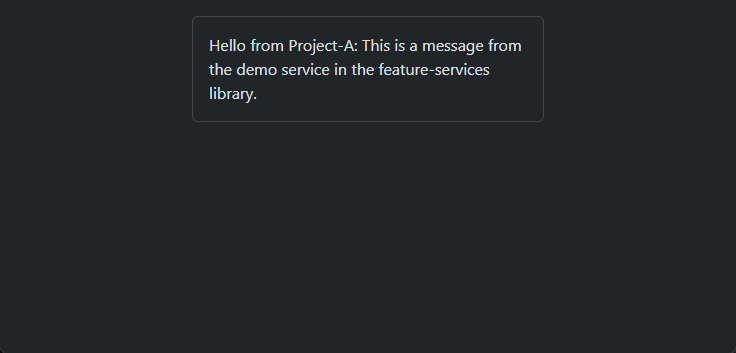 Hello from Project-A: This is a message from
the demo service in the feature-services
library.